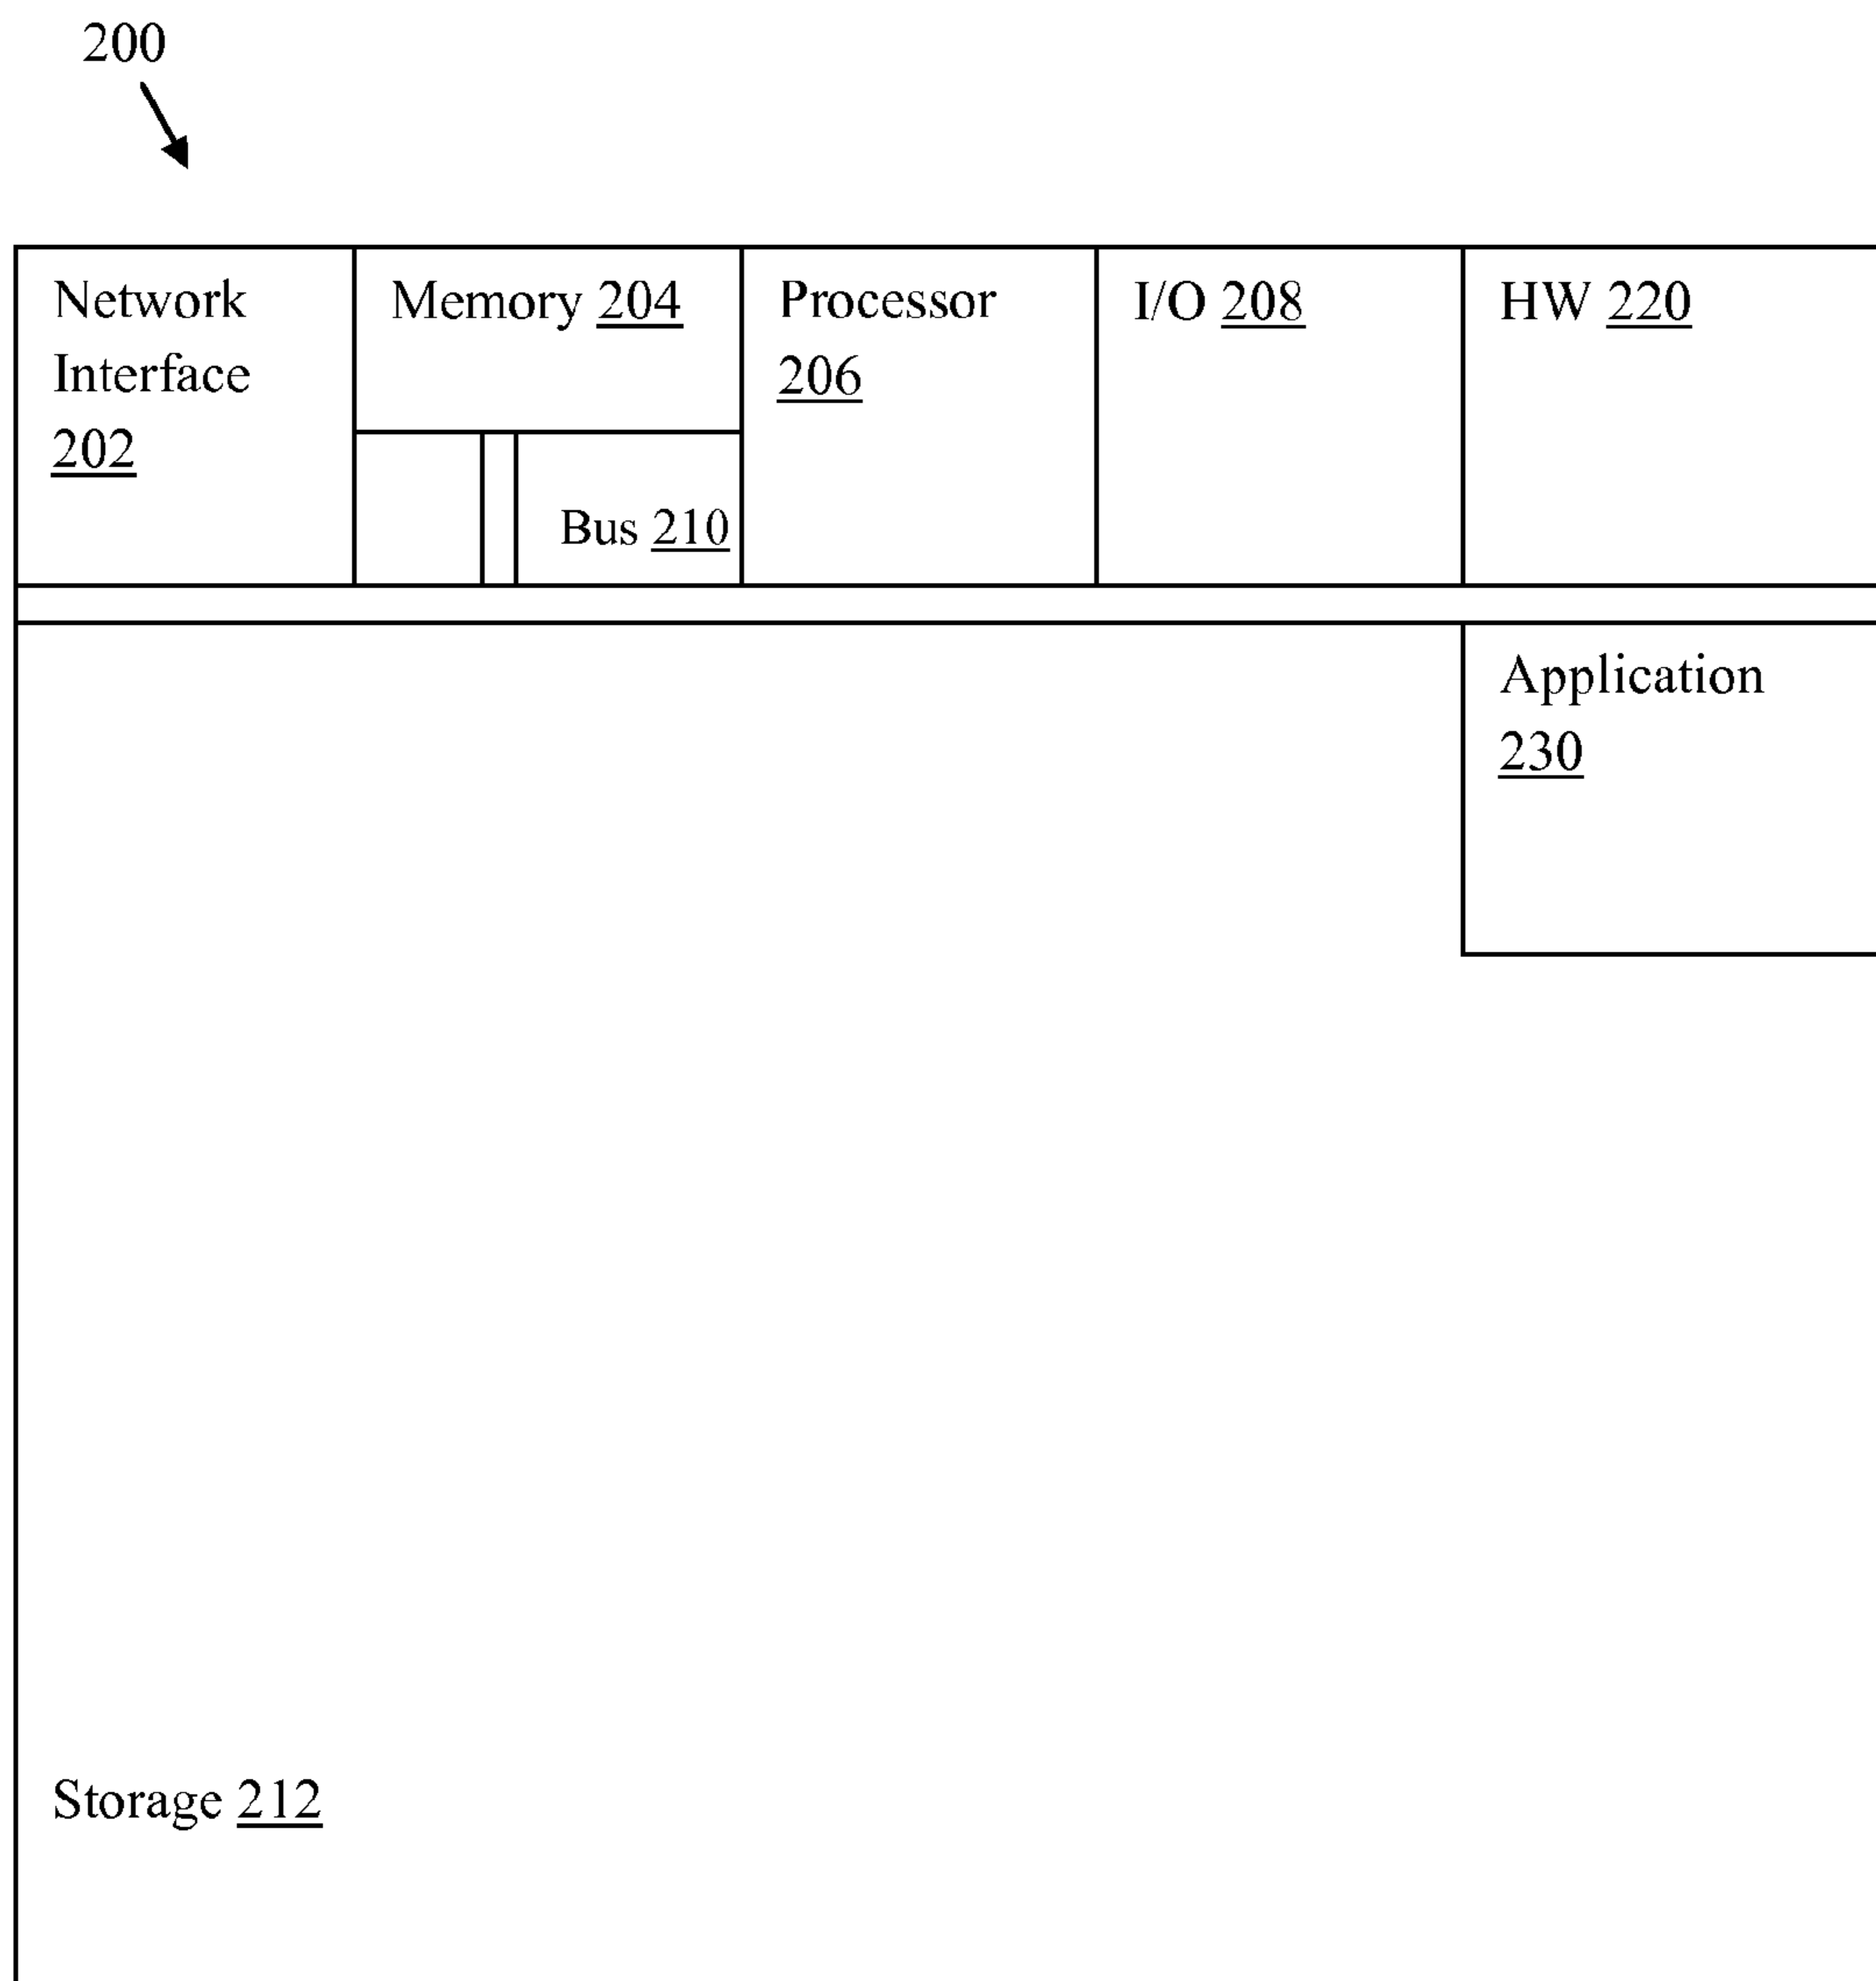 200
Network
Interface
202
Memory 204
Processor
206
I/O 208
HW 220
Bus 210
Application
230
Storage 212